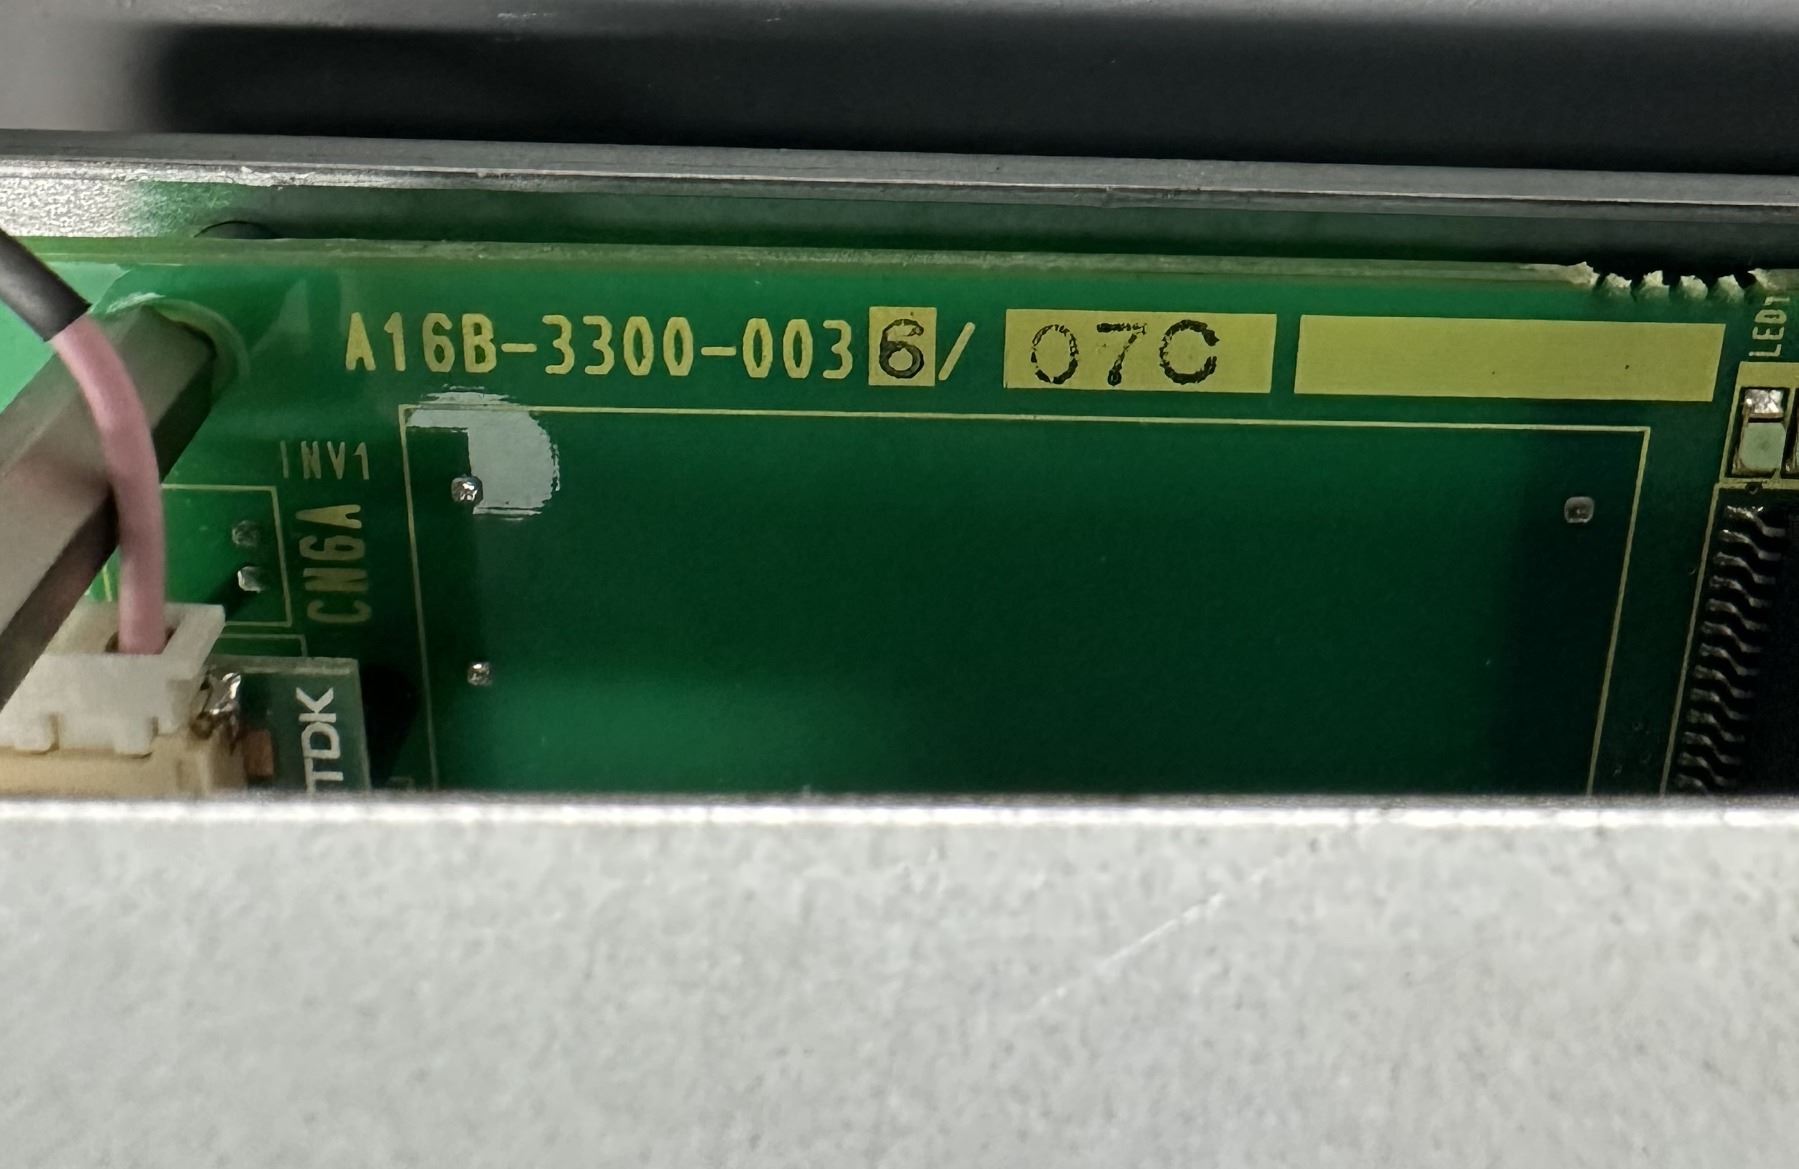 A16B-3300-0036/ 07C
LED1
INV1
CN6A
TDK